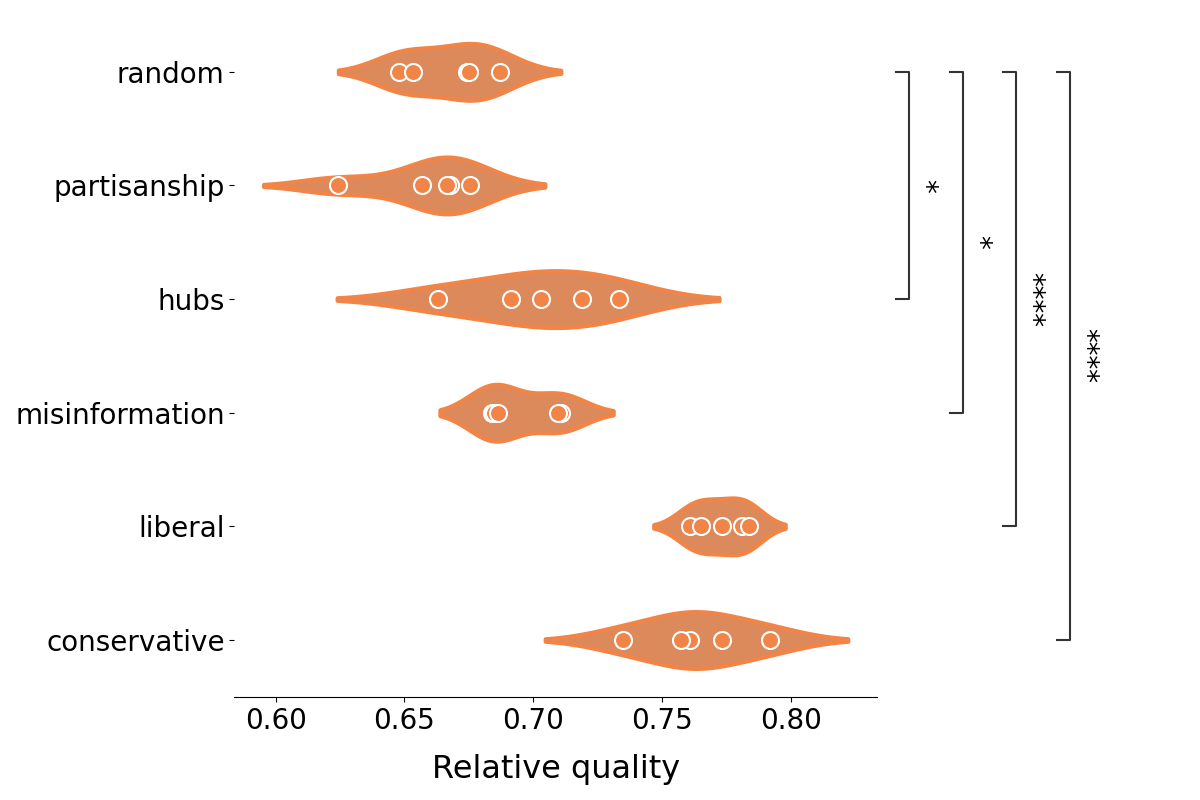 random
partisanship
hubs
misinformation
liberal
conservative
*
*
****
****
0.60 0.65 0.70 0.75 0.80
Relative quality